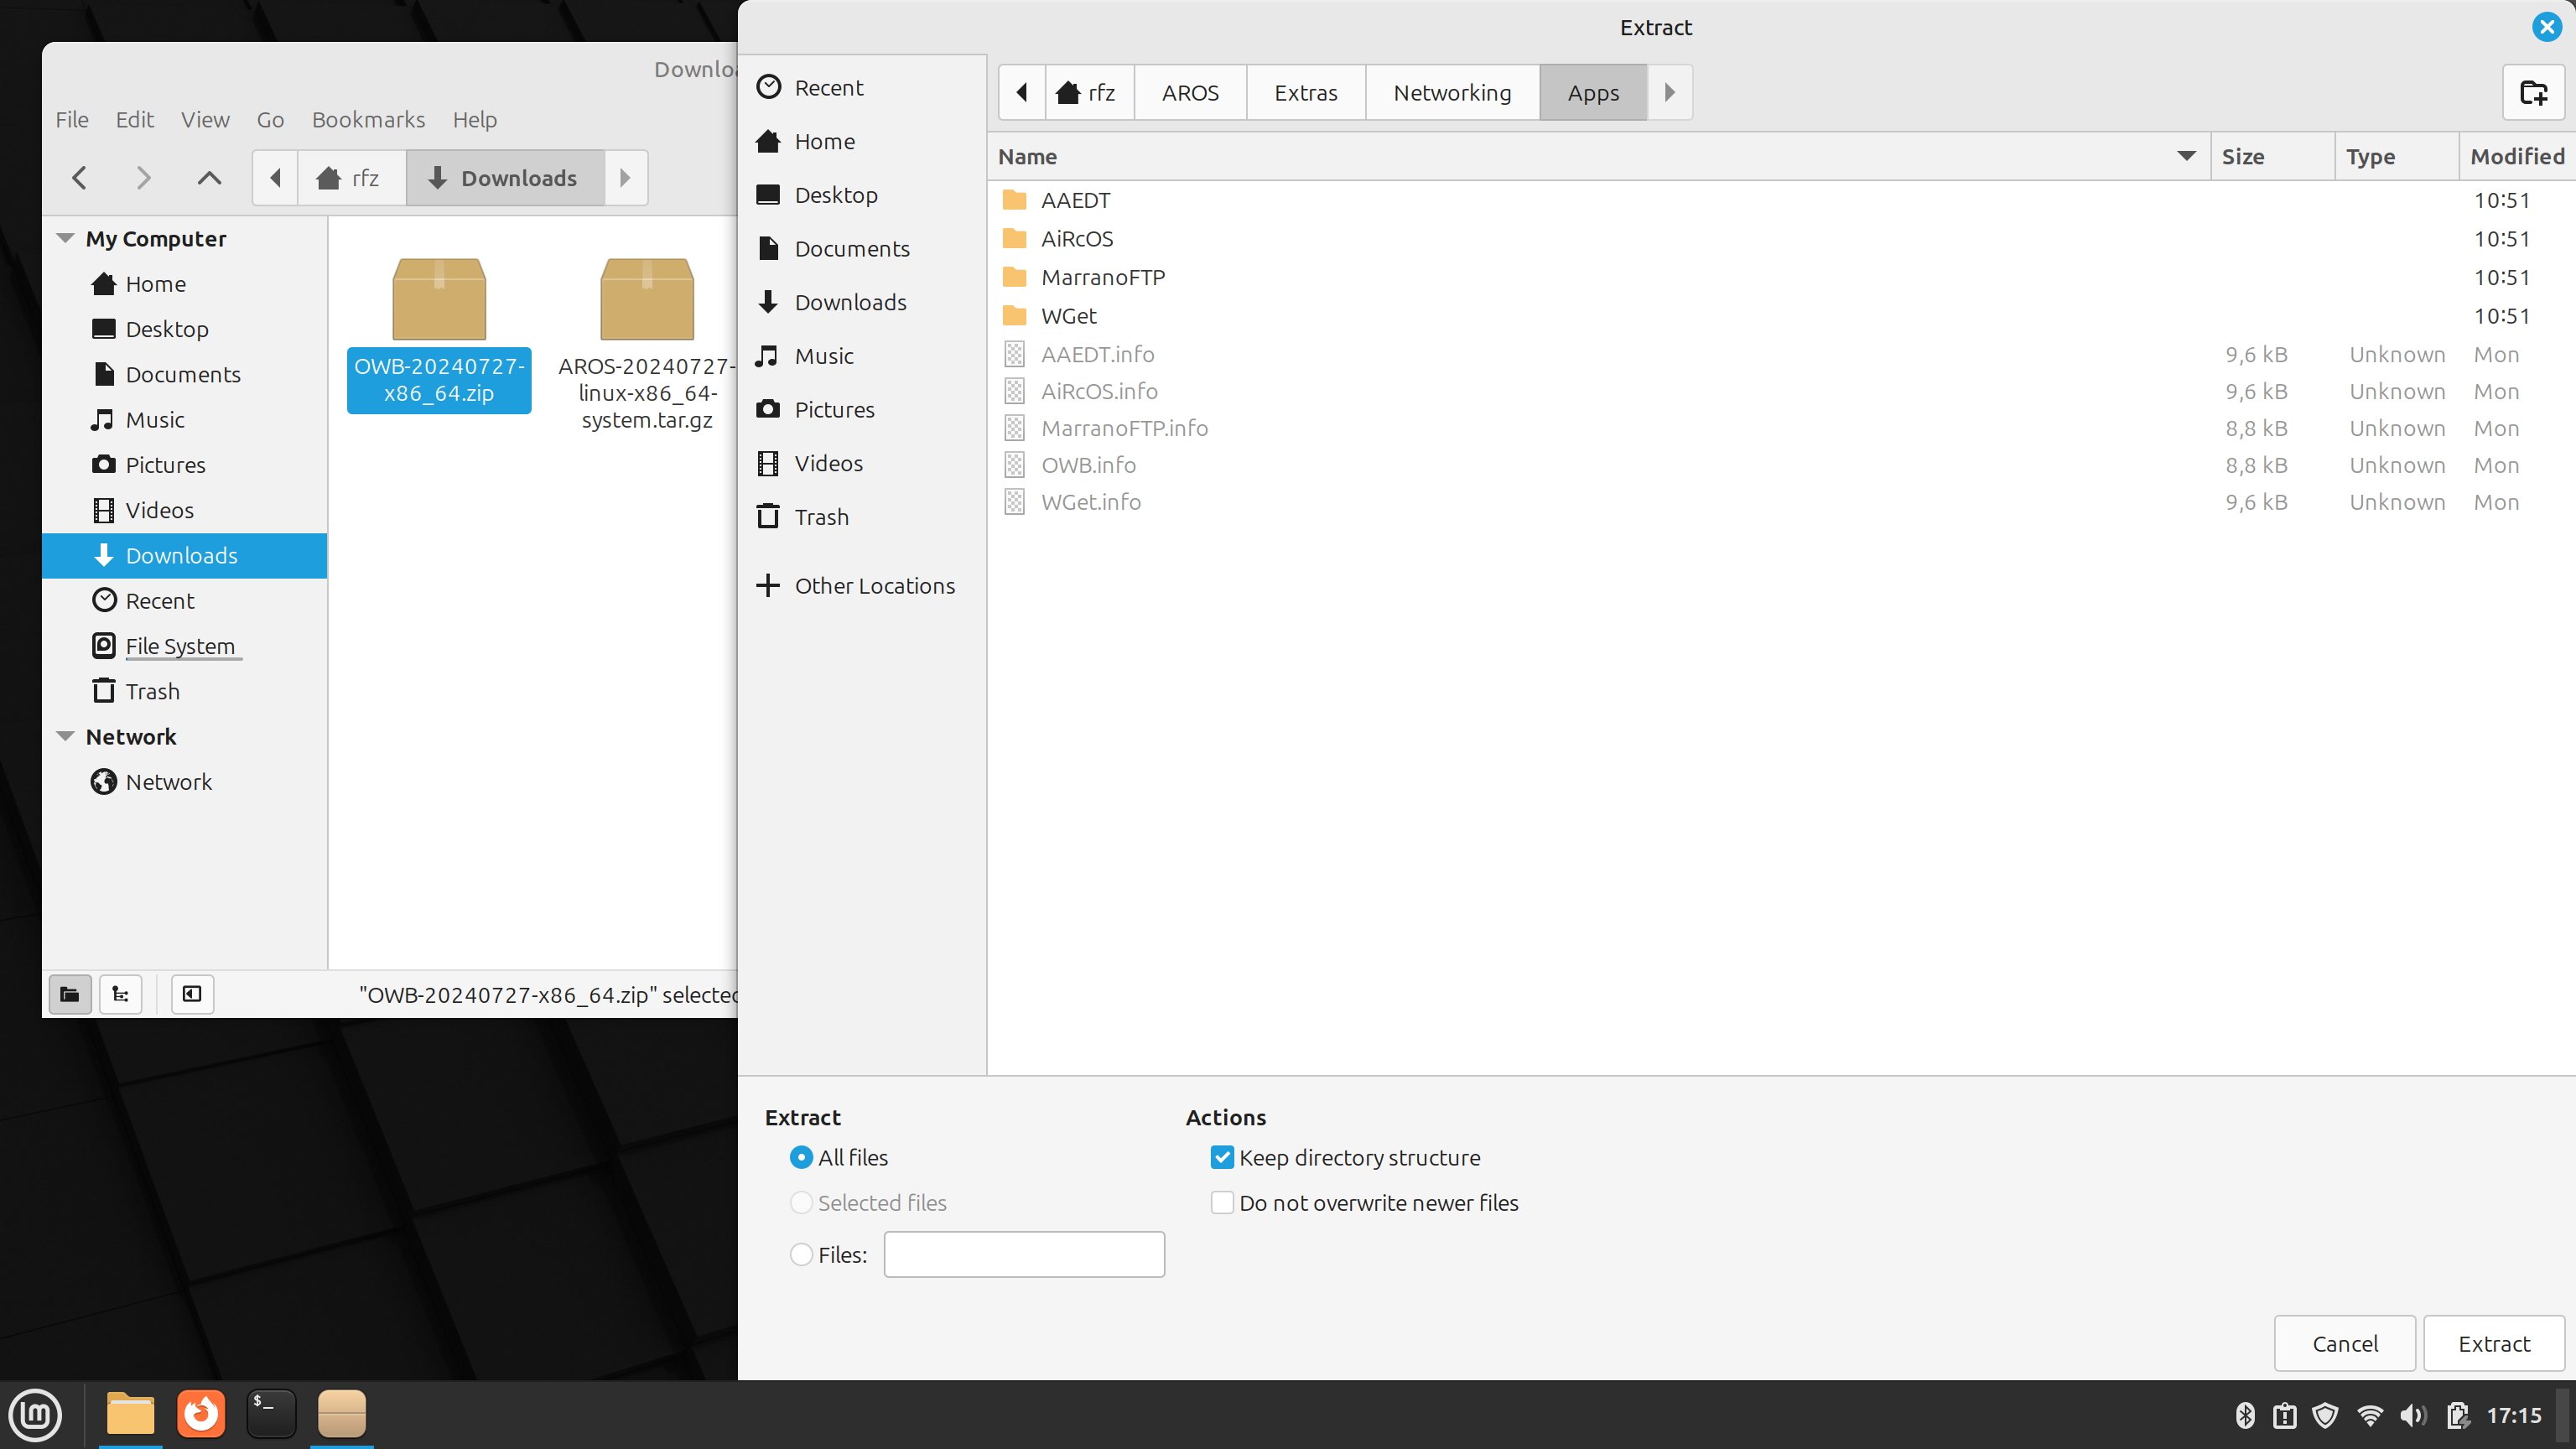 Downloa
File Edit View Go Bookmarks Help
rfz Downloads
My Computer
Home
Desktop
Documents
Music
Pictures
Videos
Downloads
Recent
File System
Trash
Network
Network
OWB-20240727-
x86_64.zip
AROS-20240727-
linux-x86_64-
system.tar.gz
"OWB-20240727-x86_64.zip" selected
Extract
Recent
Home
Desktop
Documents
Downloads
Music
Pictures
Videos
Trash
Other Locations
rfz AROS Extras Networking Apps
Name Size Type Modified
AAEDT 10:51
AiRcOS 10:51
MarranoFTP 10:51
WGet 10:51
AAEDT.info 9,6 kB Unknown Mon
AiRcOS.info 9,6 kB Unknown Mon
MarranoFTP.info 8,8 kB Unknown Mon
OWB.info 8,8 kB Unknown Mon
WGet.info 9,6 kB Unknown Mon
Extract
All files
Selected files
Files:
Actions
Keep directory structure
Do not overwrite newer files
Cancel Extract
$_
17:15